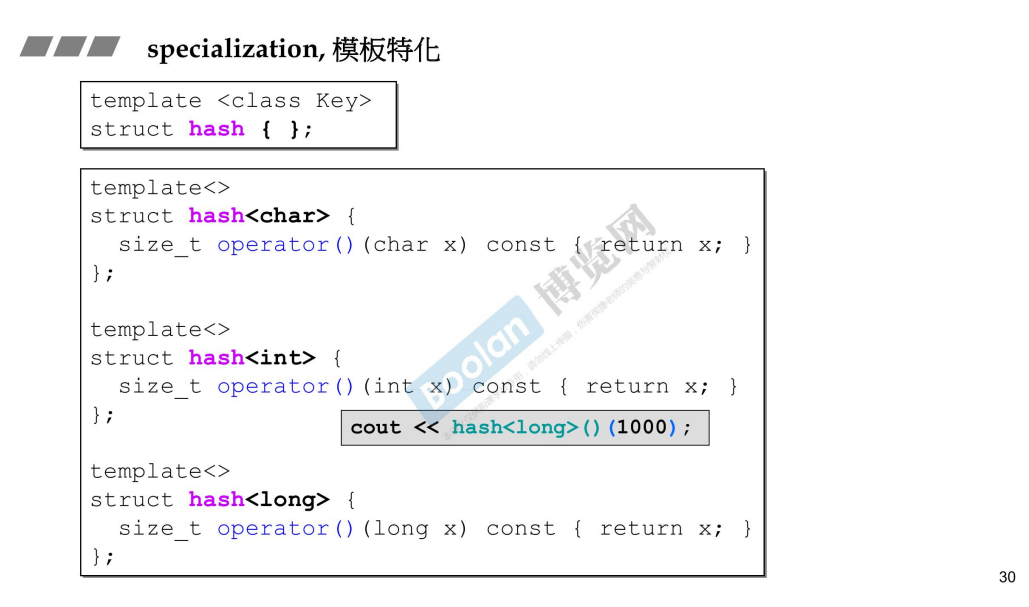 specialization, 模板特化
template <class Key>
struct hash { };
template<>
struct hash<char> {
size_t operator()(char x) const { return x; }
};
template<>
struct hash<int> {
size_t operator()(int x) const { return x; }
};
cout << hash<long>()(1000);
template<>
struct hash<long> {
size_t operator()(long x) const { return x; }
};
Boolan 博览网
30